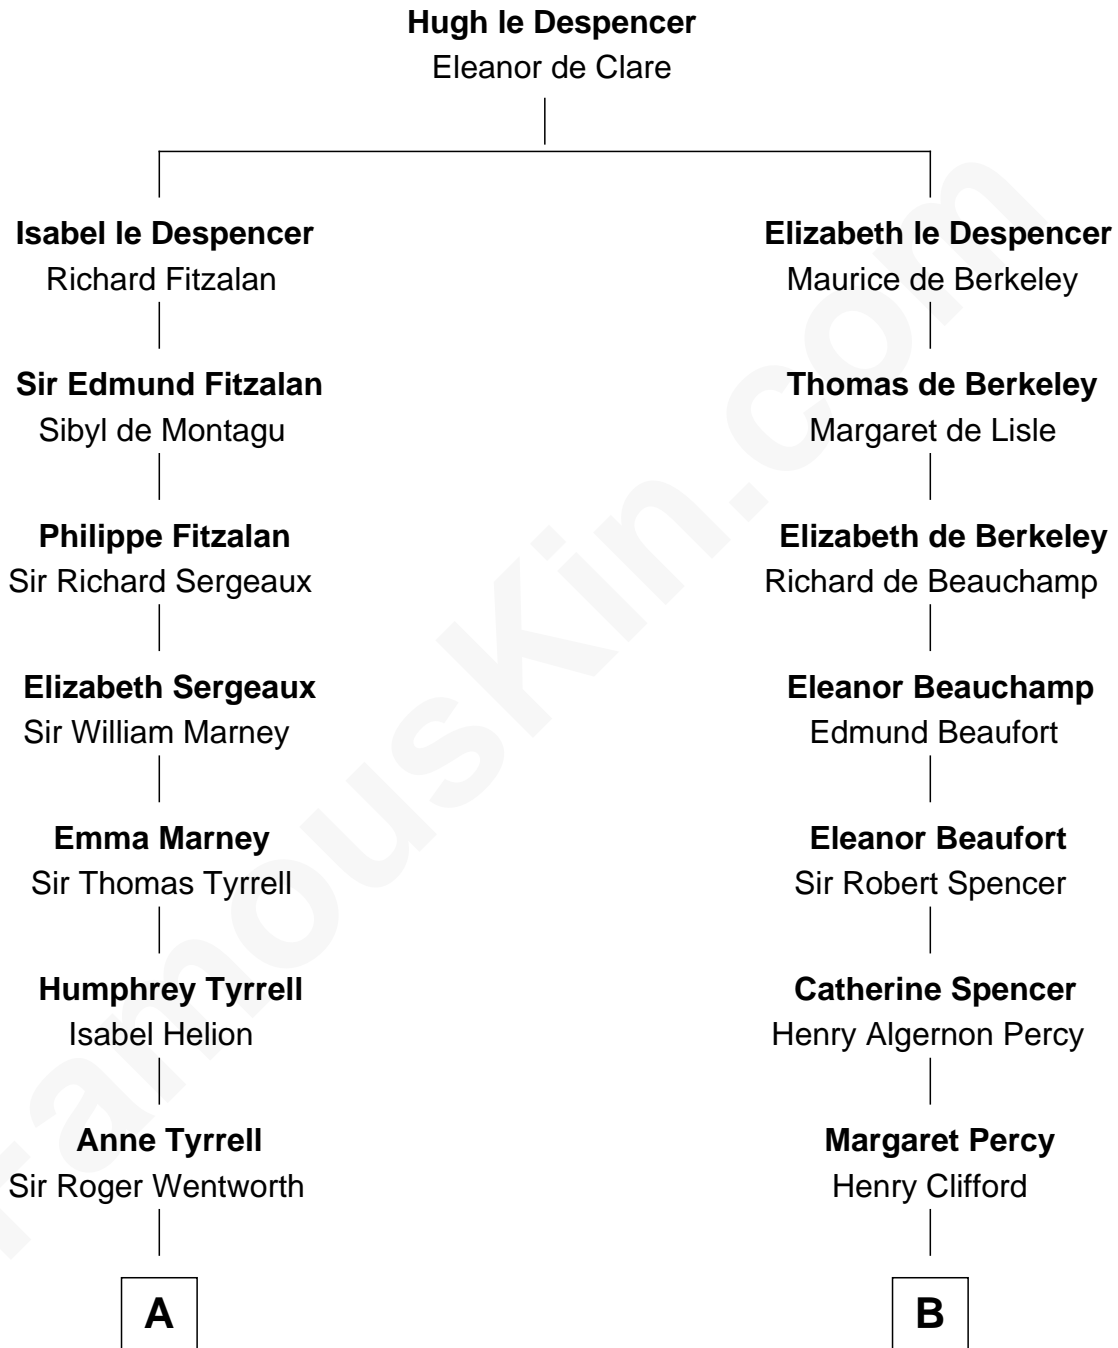 Hugh le Despencer
Eleanor de Clare
Isabel le Despencer
Richard Fitzalan
Sir Edmund Fitzalan
Sibyl de Montagu
Philippe Fitzalan
Sir Richard Sergeaux
Elizabeth Sergeaux
Sir William Marney
Emma Marney
Sir Thomas Tyrrell
Humphrey Tyrrell
Isabel Helion
Anne Tyrrell
Sir Roger Wentworth
A
Elizabeth le Despencer
Maurice de Berkeley
Thomas de Berkeley
Margaret de Lisle
Elizabeth de Berkeley
Richard de Beauchamp
Eleanor Beauchamp
Edmund Beaufort
Eleanor Beaufort
Sir Robert Spencer
Catherine Spencer
Henry Algernon Percy
Margaret Percy
Henry Clifford
B
FamousKin.com